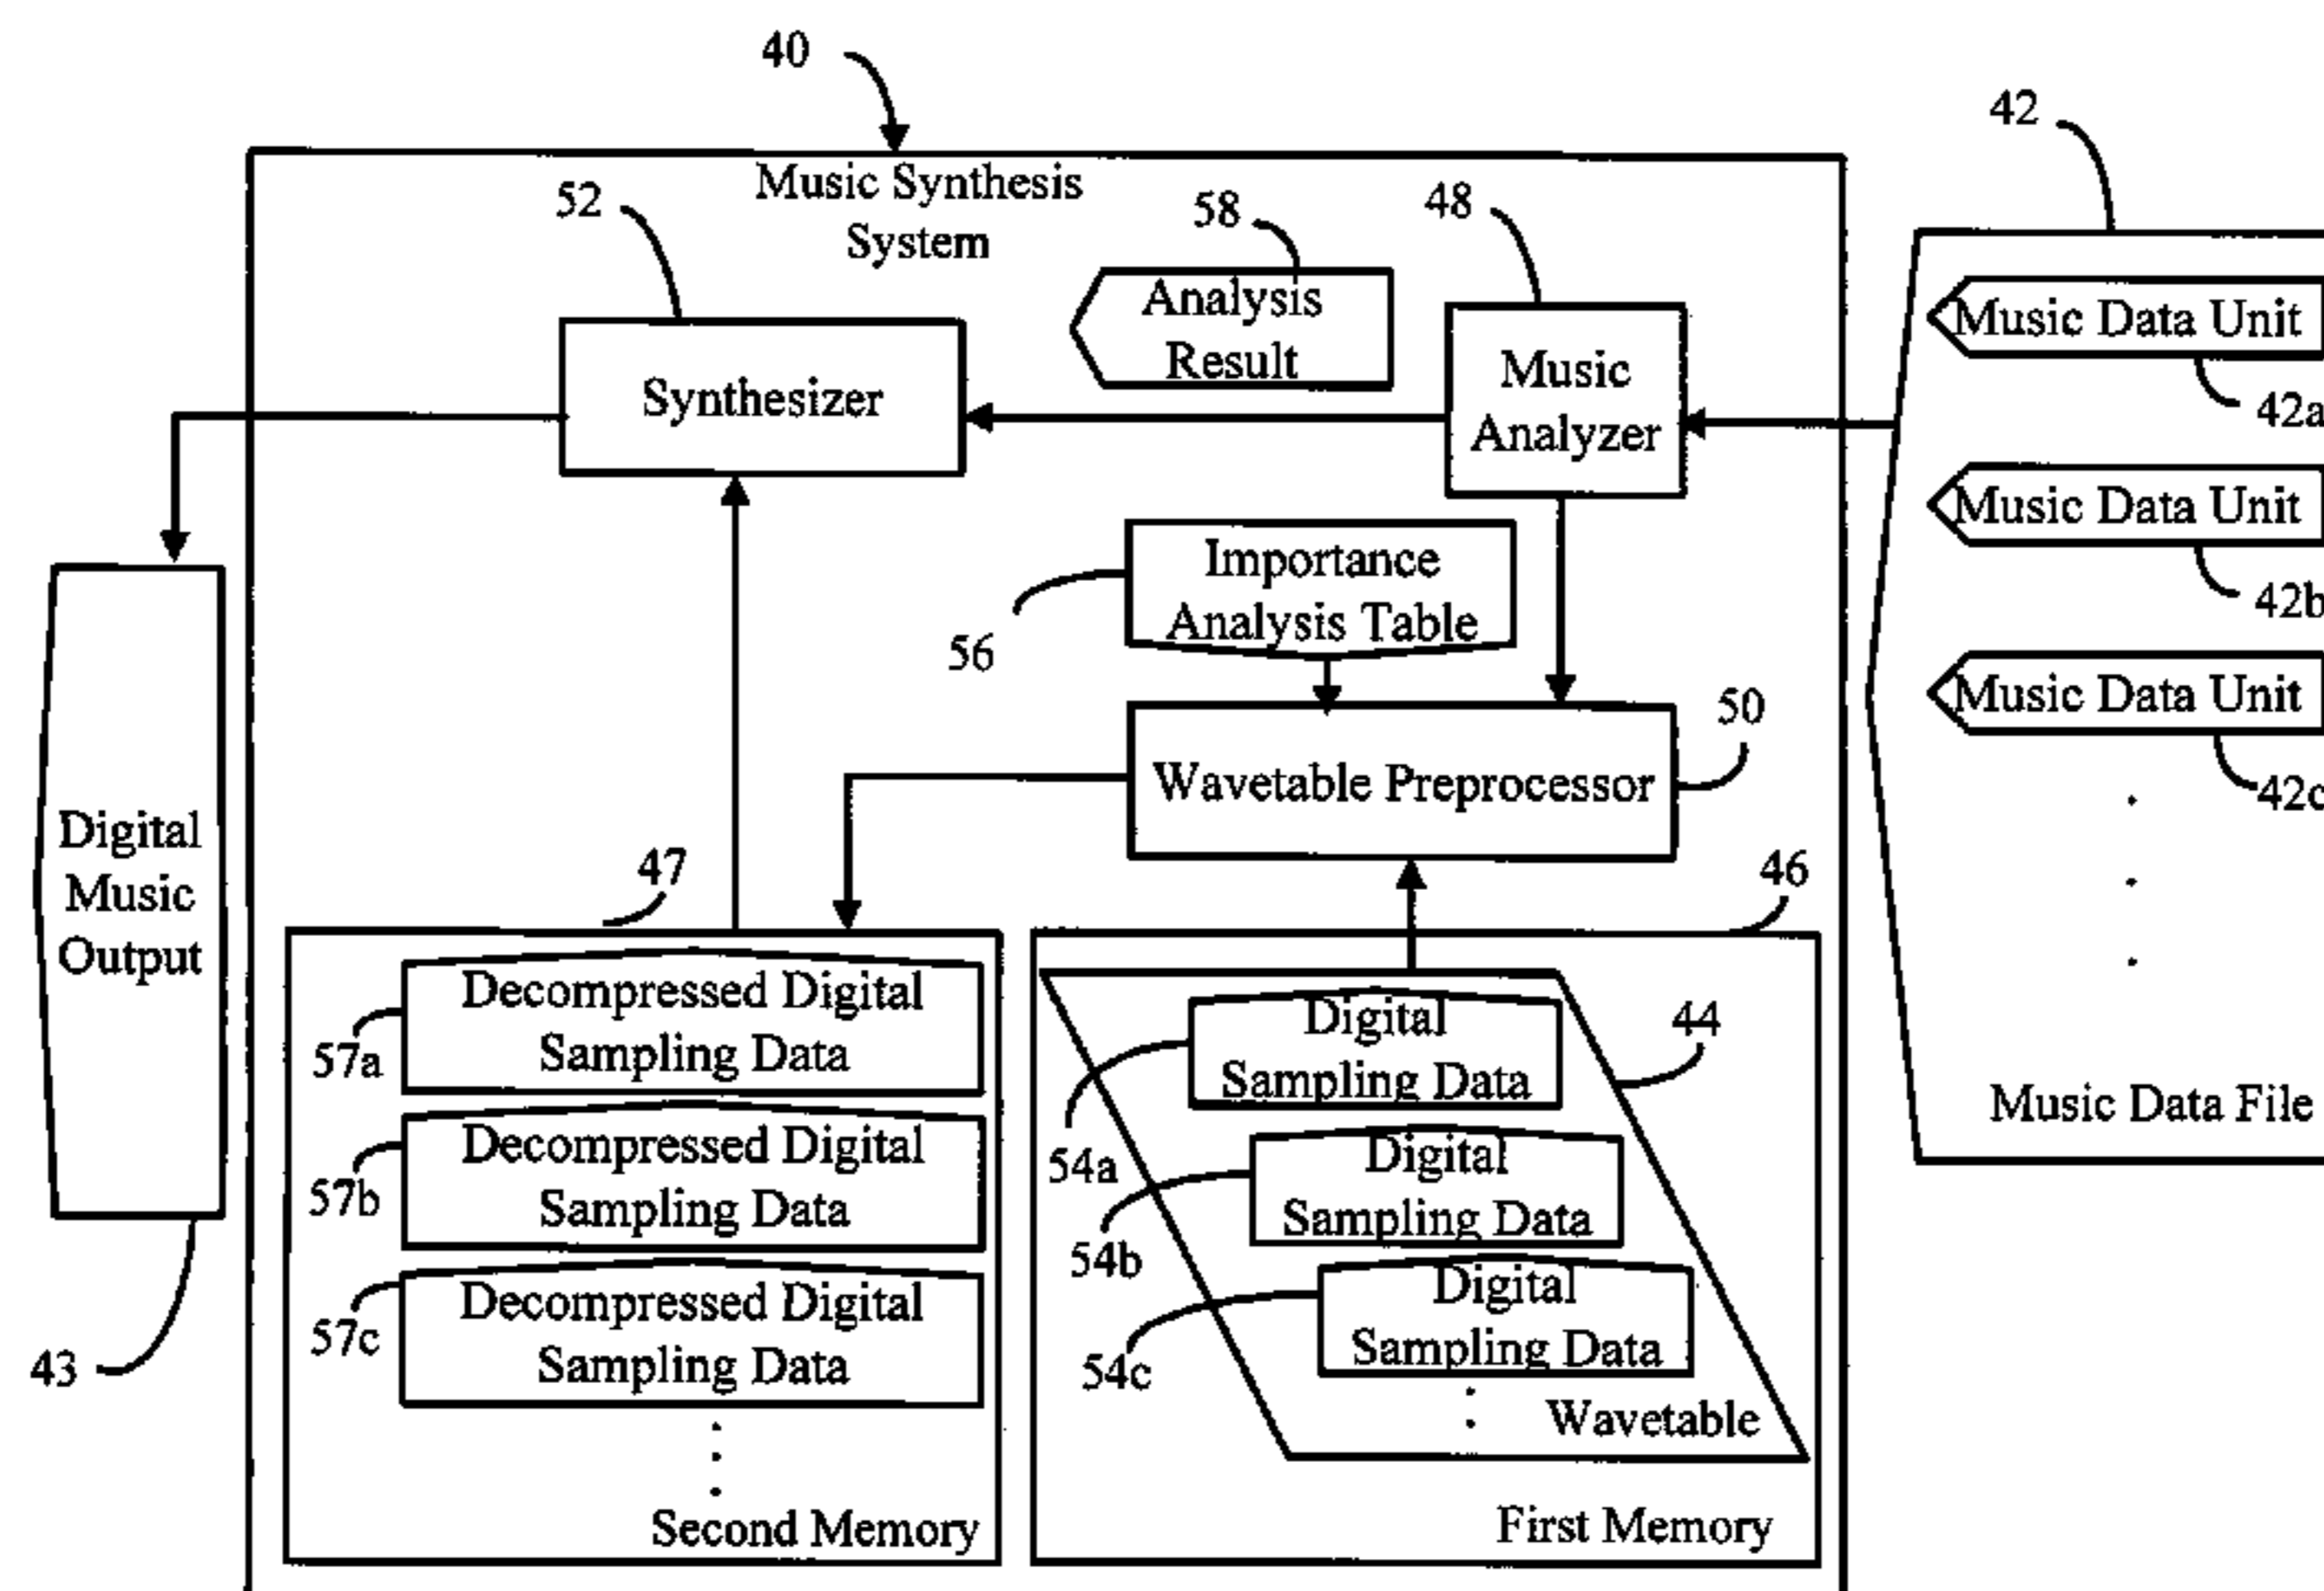 40
42
Music Synthesis
System
52
58
48
Analysis
Result
Synthesizer
Music
Analyzer
Music Data Unit
42a
Music Data Unit
42b
Music Data Unit
42c
.
.
.
Music Data File
Importance
Analysis Table
56
50
Wavetable Preprocessor
Digital
Music
Output
43
47
46
Decompressed Digital
Sampling Data
57a
Decompressed Digital
Sampling Data
57b
Decompressed Digital
Sampling Data
57c
.
.
.
Second Memory
Digital
Sampling Data
44
54a
Digital
Sampling Data
54b
Digital
Sampling Data
54c
.
.
Wavetable
First Memory